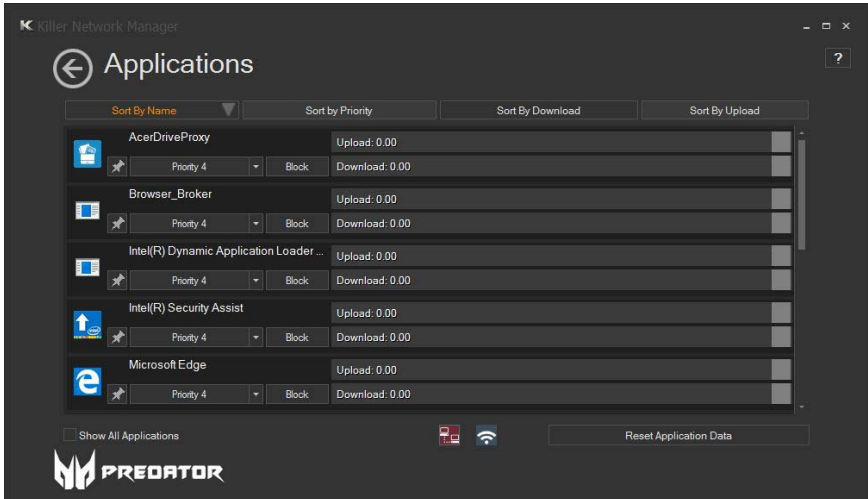 Killer Network Manager
Applications
?
Sort By Name
Sort by Priority
Sort By Download
Sort By Upload
AcerDriveProxy
Upload: 0.00
Priority 4
Block
Download: 0.00
Browser_Broker
Upload: 0.00
Priority 4
Block
Download: 0.00
Intel(R) Dynamic Application Loader ...
Upload: 0.00
Priority 4
Block
Download: 0.00
Intel(R) Security Assist
Upload: 0.00
Priority 4
Block
Download: 0.00
Microsoft Edge
Upload: 0.00
Priority 4
Block
Download: 0.00
Show All Applications
Reset Application Data
PREDATOR